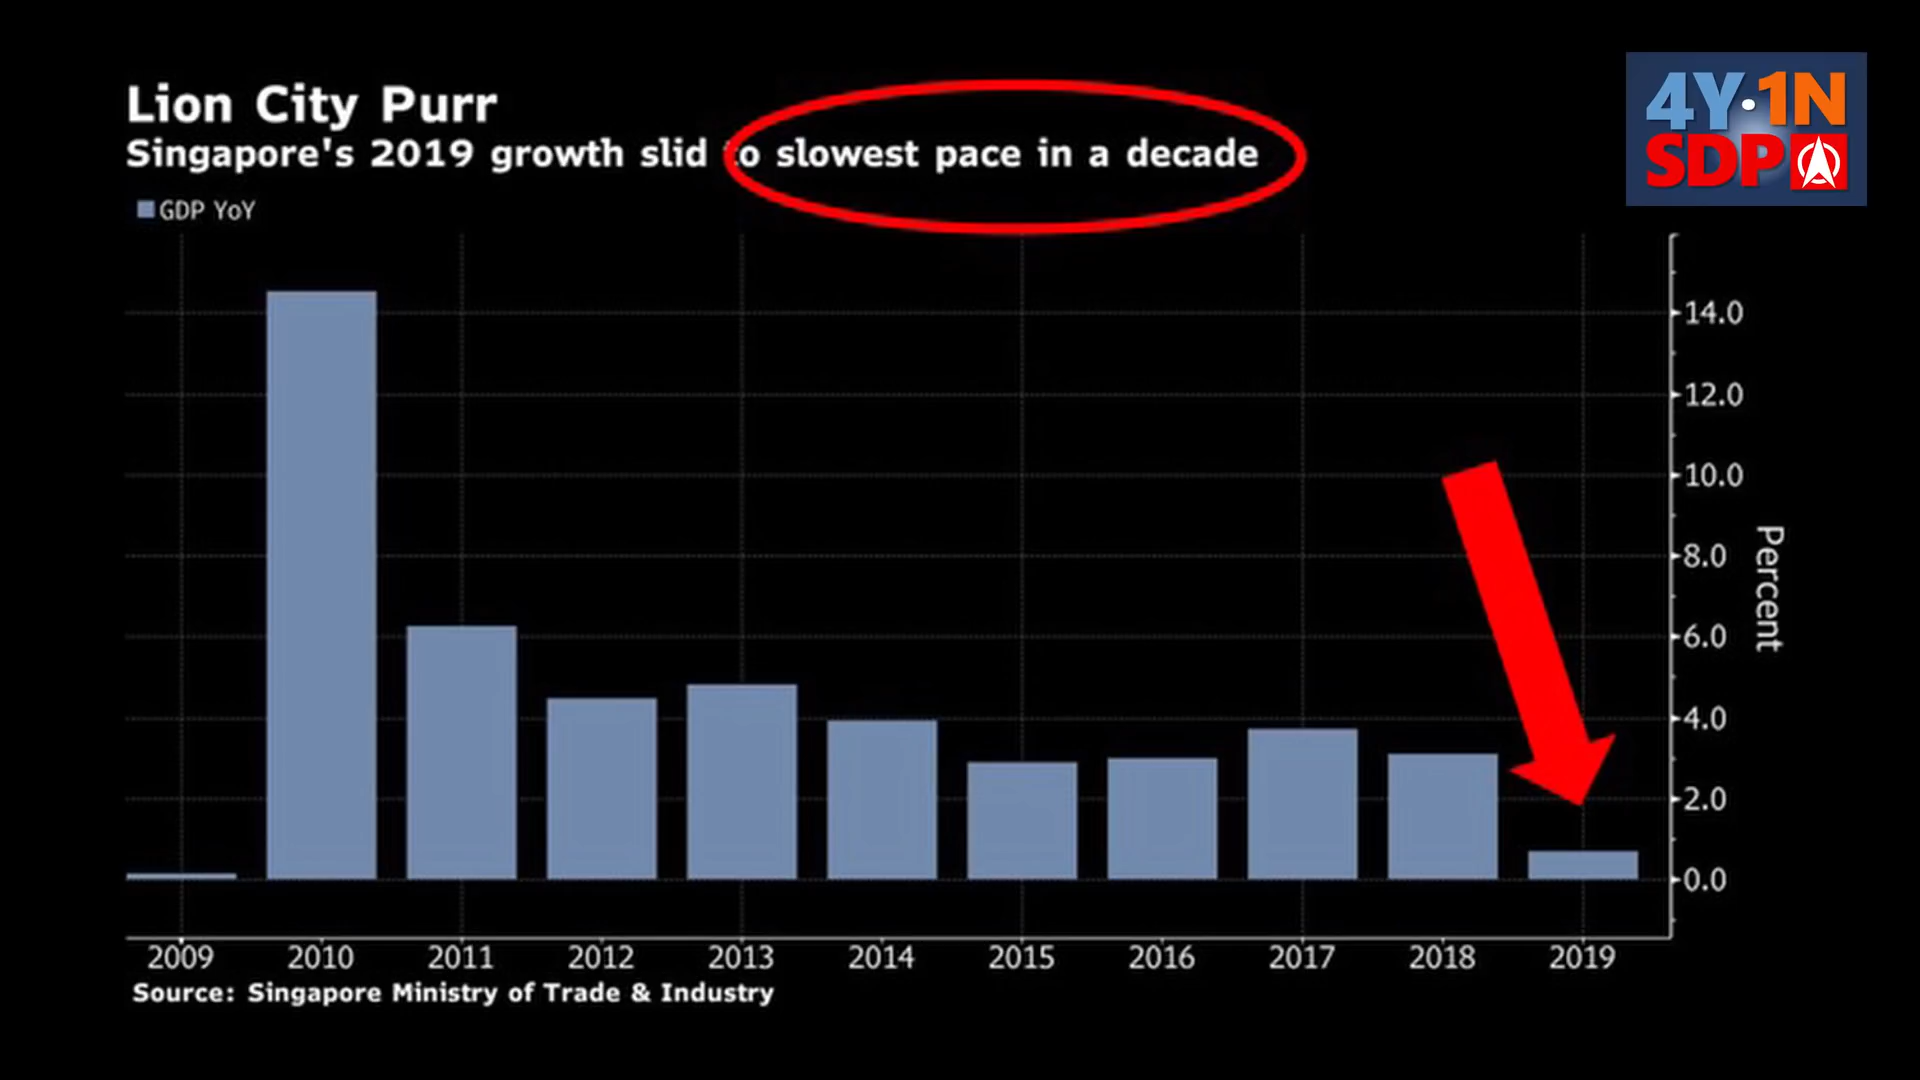 Lion City Purr
Singapore's 2019 growth slid to slowest pace in a decade
GDP YoY
4Y·1N
SDP
14.0
12.0
10.0
8.0
6.0
4.0
2.0
0.0
Percent
2009 2010 2011 2012 2013 2014 2015 2016 2017 2018 2019
Source: Singapore Ministry of Trade & Industry